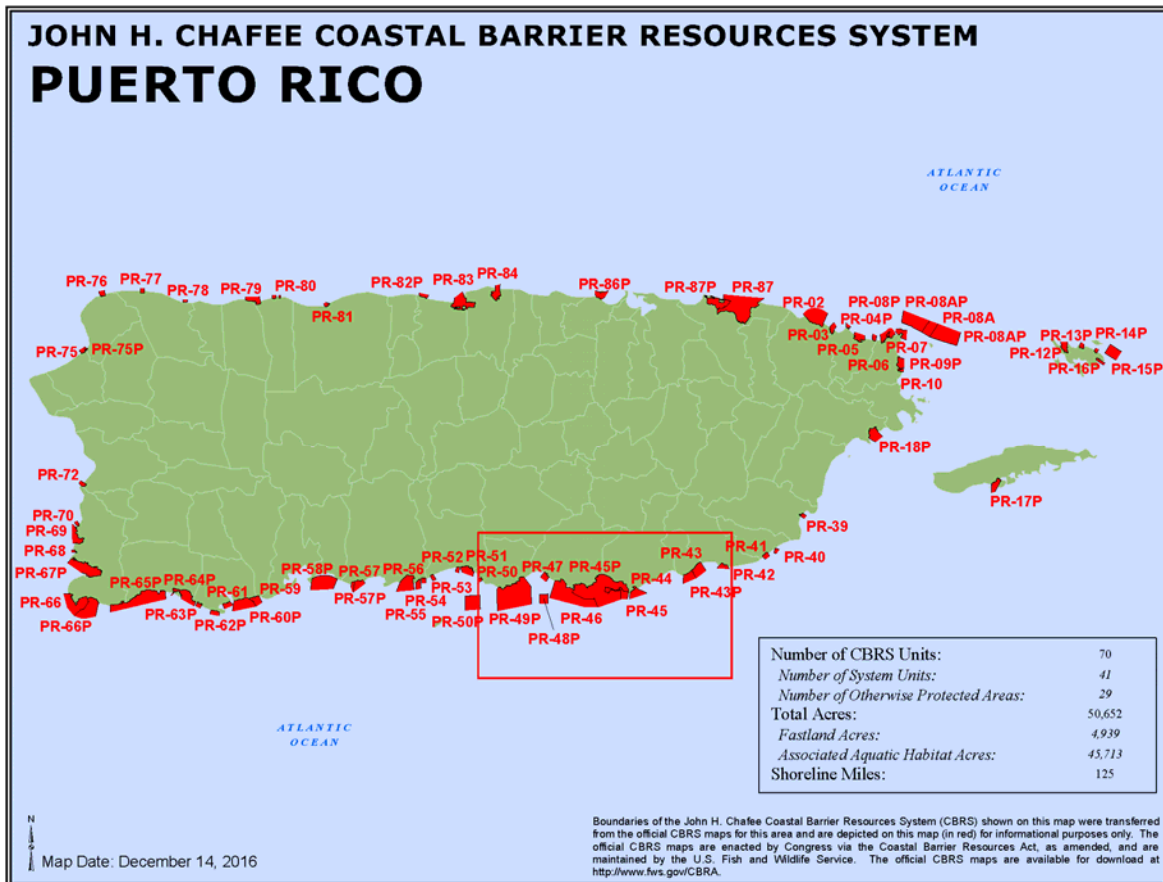 JOHN H. CHAFEE COASTAL BARRIER RESOURCES SYSTEM
PUERTO RICO
ATLANTIC
OCEAN
PR-76
PR-77
PR-78
PR-79
PR-80
PR-81
PR-82P
PR-83
PR-84
PR-86P
PR-87P
PR-87
PR-02
PR-03
PR-04P
PR-05
PR-06
PR-07
PR-08P
PR-08AP
PR-08A
PR-08AP
PR-09P
PR-10
PR-12P
PR-13P
PR-14P
PR-15P
PR-16P
PR-75
PR-75P
PR-18P
PR-17P
PR-72
PR-70
PR-69
PR-68
PR-67P
PR-66
PR-66P
PR-65P
PR-64P
PR-63P
PR-62P
PR-61
PR-60P
PR-59
PR-58P
PR-57
PR-57P
PR-56
PR-55
PR-54
PR-53
PR-52
PR-51
PR-50
PR-50P
PR-49P
PR-48P
PR-47
PR-46
PR-45P
PR-45
PR-44
PR-43
PR-43P
PR-42
PR-41
PR-40
PR-39
ATLANTIC
OCEAN
Number of CBRS Units: 70
Number of System Units: 41
Number of Otherwise Protected Areas: 29
Total Acres: 50,652
Fastland Acres: 4,939
Associated Aquatic Habitat Acres: 45,713
Shoreline Miles: 125
N
Map Date: December 14, 2016
Boundaries of the John H. Chafee Coastal Barrier Resources System (CBRS) shown on this map were transferred
from the official CBRS maps for this area and are depicted on this map (in red) for informational purposes only. The
official CBRS maps are enacted by Congress via the Coastal Barrier Resources Act, as amended, and are
maintained by the U.S. Fish and Wildlife Service. The official CBRS maps are available for download at
http://www.fws.gov/CBRA.